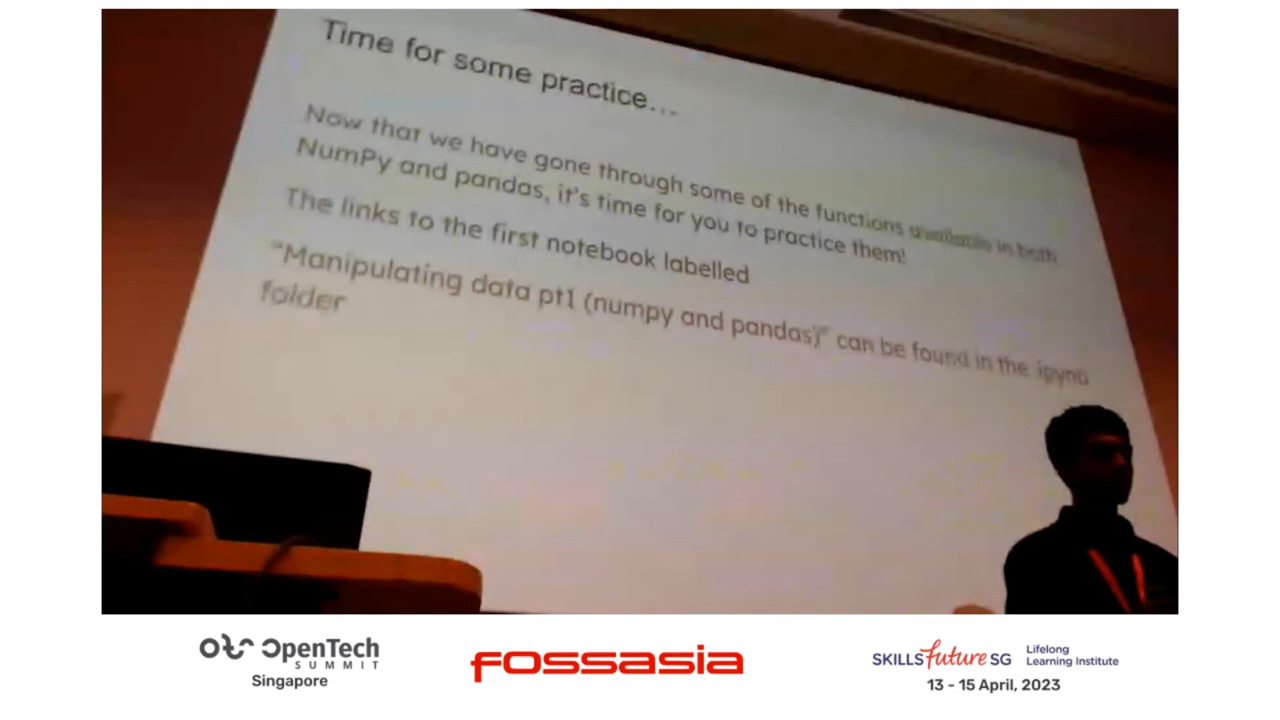 Time for some practice...
Now that we have gone through some of the functions available in both
NumPy and pandas, it's time for you to practice them!
The links to the first notebook labelled
"Manipulating data pt1 (numpy and pandas)" can be found in the ipynb
folder
OpenTech
SUMMIT
Singapore
fossasia
SKILLSfuture SG
Lifelong
Learning Institute
13 - 15 April, 2023